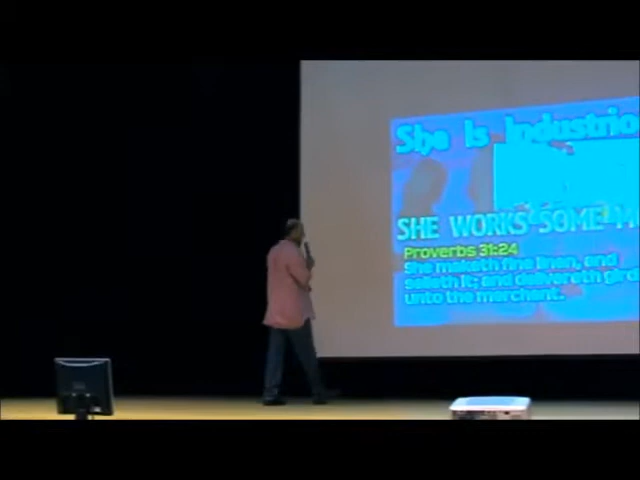 She Is Industrio
SHE WORKS SOME M
Proverbs 31:24
She maketh fine linen, and
selleth it; and delivereth gird
unto the merchant.